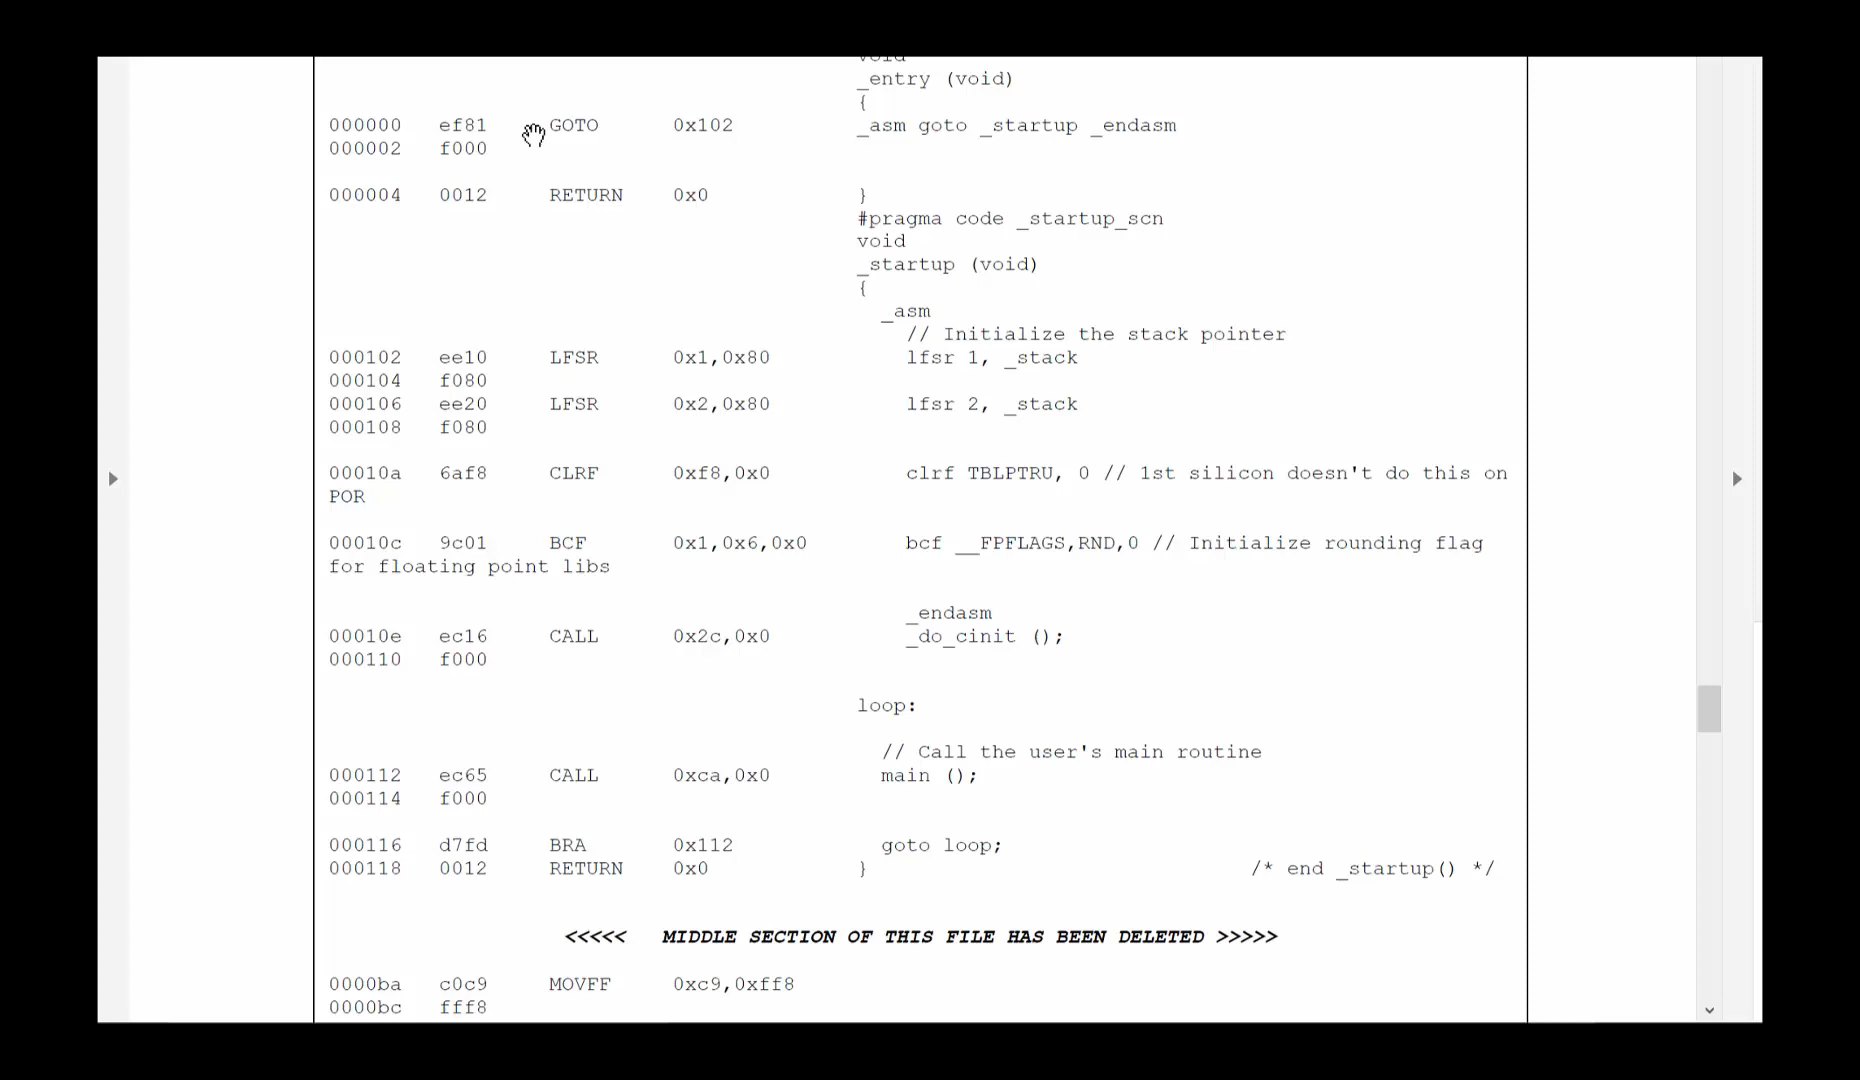 void
_entry (void)
{
000000 ef81 GOTO 0x102 _asm goto _startup _endasm
000002 f000
000004 0012 RETURN 0x0 }
#pragma code _startup_scn
void
_startup (void)
{
_asm
// Initialize the stack pointer
000102 ee10 LFSR 0x1,0x80 lfsr 1, _stack
000104 f080
000106 ee20 LFSR 0x2,0x80 lfsr 2, _stack
000108 f080
00010a 6af8 CLRF 0xf8,0x0 clrf TBLPTRU, 0 // 1st silicon doesn't do this on
POR
00010c 9c01 BCF 0x1,0x6,0x0 bcf __FPFLAGS,RND,0 // Initialize rounding flag
for floating point libs
_endasm
00010e ec16 CALL 0x2c,0x0 _do_cinit ();
000110 f000
loop:
// Call the user's main routine
000112 ec65 CALL 0xca,0x0 main ();
000114 f000
000116 d7fd BRA 0x112 goto loop;
000118 0012 RETURN 0x0 } /* end _startup() */
<<<<< MIDDLE SECTION OF THIS FILE HAS BEEN DELETED >>>>>
0000ba c0c9 MOVFF 0xc9,0xff8
0000bc fff8